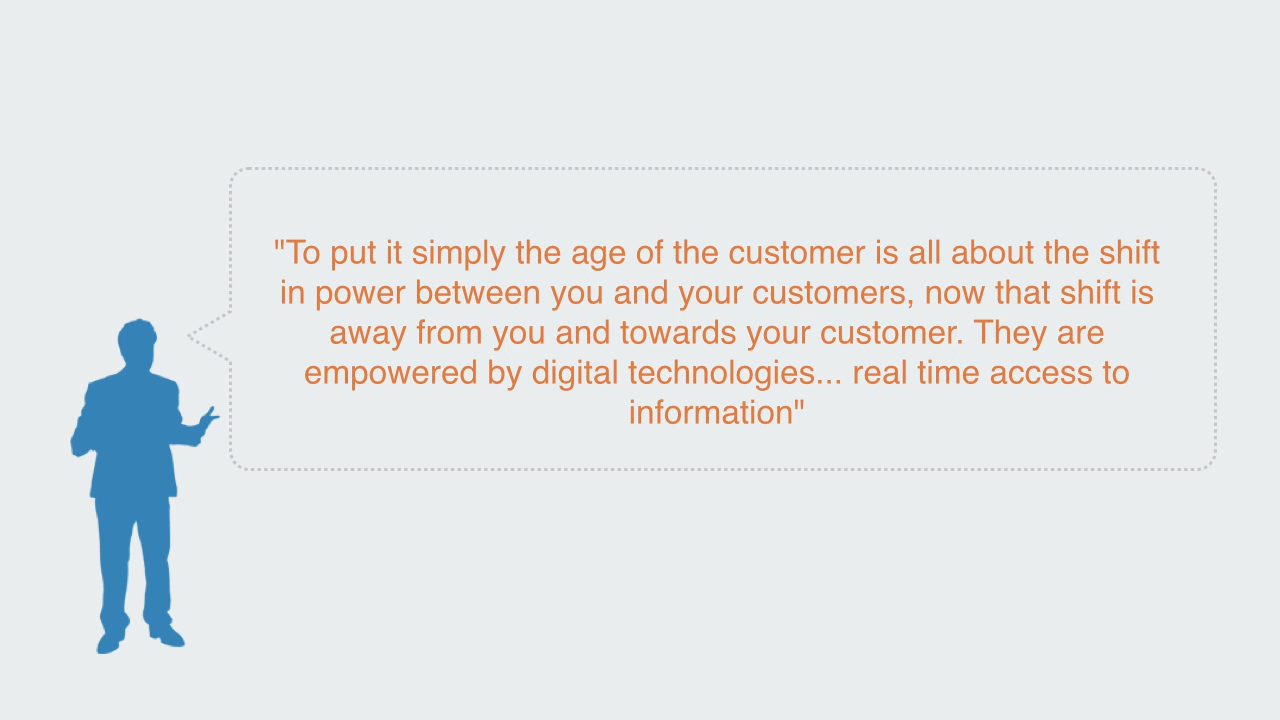 "To put it simply the age of the customer is all about the shift
in power between you and your customers, now that shift is
away from you and towards your customer. They are
empowered by digital technologies... real time access to
information"